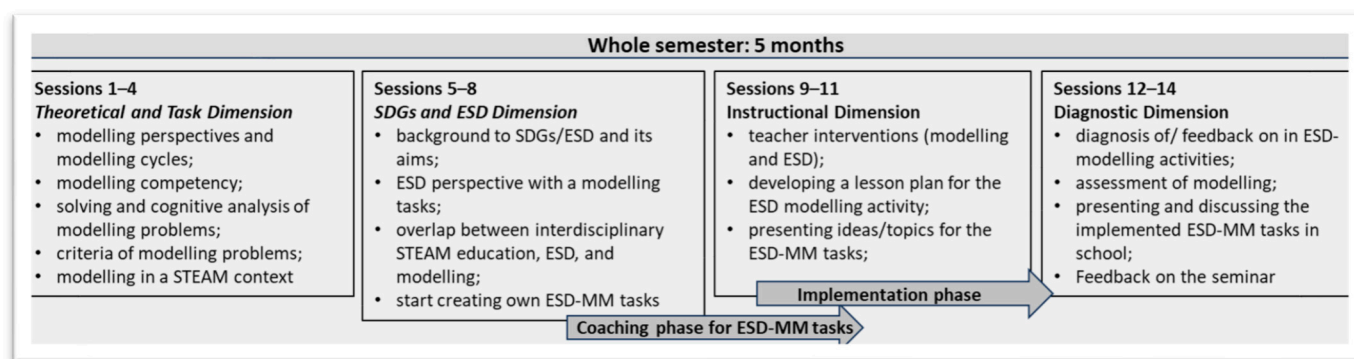 Whole semester: 5 months
Sessions 1–4
Theoretical and Task Dimension
• modelling perspectives and
modelling cycles;
• modelling competency;
• solving and cognitive analysis of
modelling problems;
• criteria of modelling problems;
• modelling in a STEAM context
Sessions 5–8
SDGs and ESD Dimension
• background to SDGs/ESD and its
aims;
• ESD perspective with a modelling
tasks;
• overlap between interdisciplinary
STEAM education, ESD, and
modelling;
• start creating own ESD-MM tasks
Sessions 9–11
Instructional Dimension
• teacher interventions (modelling
and ESD);
• developing a lesson plan for the
ESD modelling activity;
• presenting ideas/topics for the
ESD-MM tasks;
Sessions 12–14
Diagnostic Dimension
• diagnosis of/ feedback on in ESD-
modelling activities;
• assessment of modelling;
• presenting and discussing the
implemented ESD-MM tasks in
school;
• Feedback on the seminar
Implementation phase
Coaching phase for ESD-MM tasks